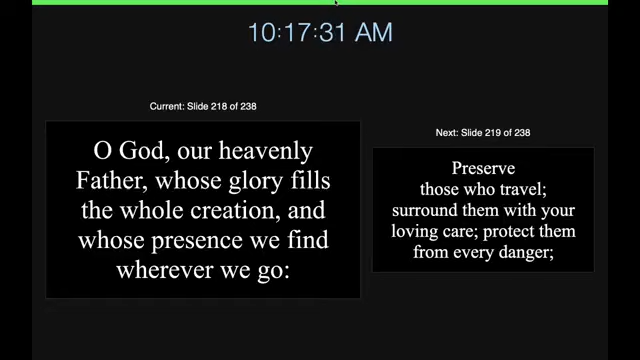 10:17:31 AM
Current: Slide 218 of 238
O God, our heavenly
Father, whose glory fills
the whole creation, and
whose presence we find
wherever we go:
Next: Slide 219 of 238
Preserve
those who travel;
surround them with your
loving care; protect them
from every danger;